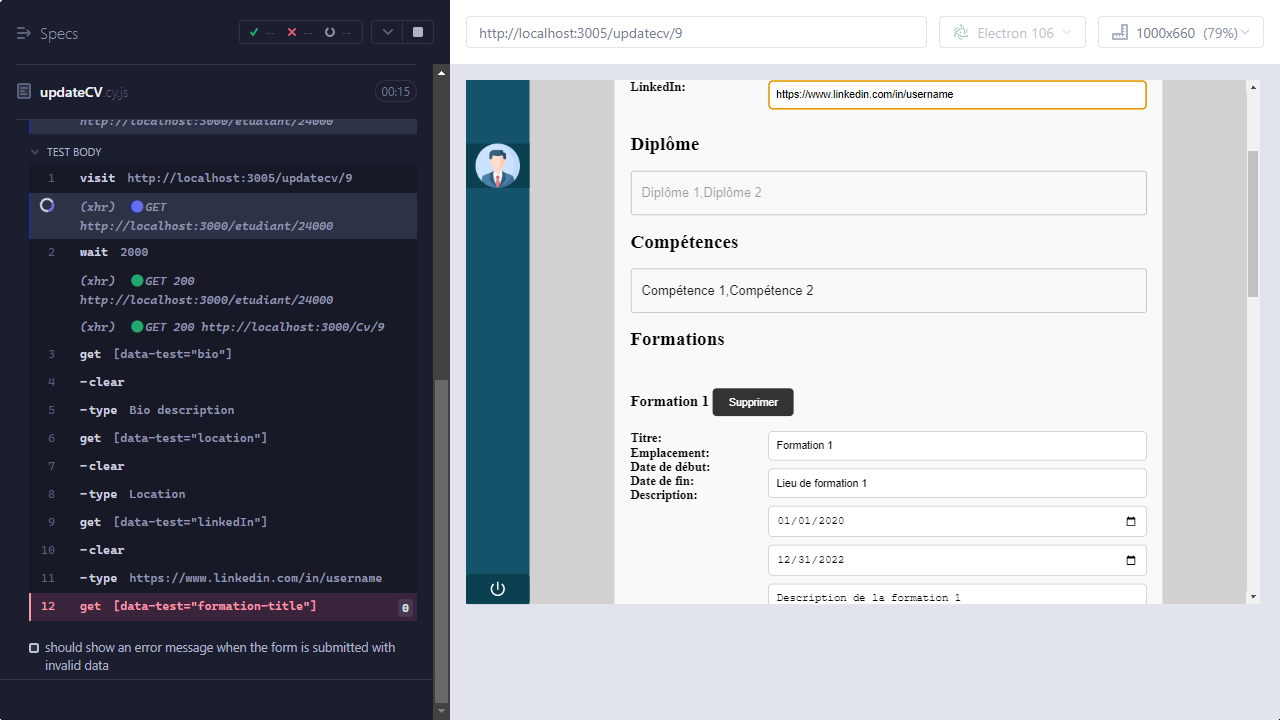 Specs
--
--
--
http://localhost:3005/updatecv/9
Electron 106
1000x660 (79%)
updateCV.cy.js
00:15
http://localhost:3000/etudiant/24000
TEST BODY
1 visit http://localhost:3005/updatecv/9
(xhr) GET
http://localhost:3000/etudiant/24000
2 wait 2000
(xhr) GET 200
http://localhost:3000/etudiant/24000
(xhr) GET 200 http://localhost:3000/Cv/9
3 get [data-test="bio"]
4 -clear
5 -type Bio description
6 get [data-test="location"]
7 -clear
8 -type Location
9 get [data-test="linkedIn"]
10 -clear
11 -type https://www.linkedin.com/in/username
12 get [data-test="formation-title"] 0
should show an error message when the form is submitted with
invalid data
LinkedIn:
https://www.linkedin.com/in/username
Diplôme
Diplôme 1,Diplôme 2
Compétences
Compétence 1,Compétence 2
Formations
Formation 1 Supprimer
Titre:
Emplacement:
Date de début:
Date de fin:
Description:
Formation 1
Lieu de formation 1
01/01/2020
12/31/2022
Description de la formation 1